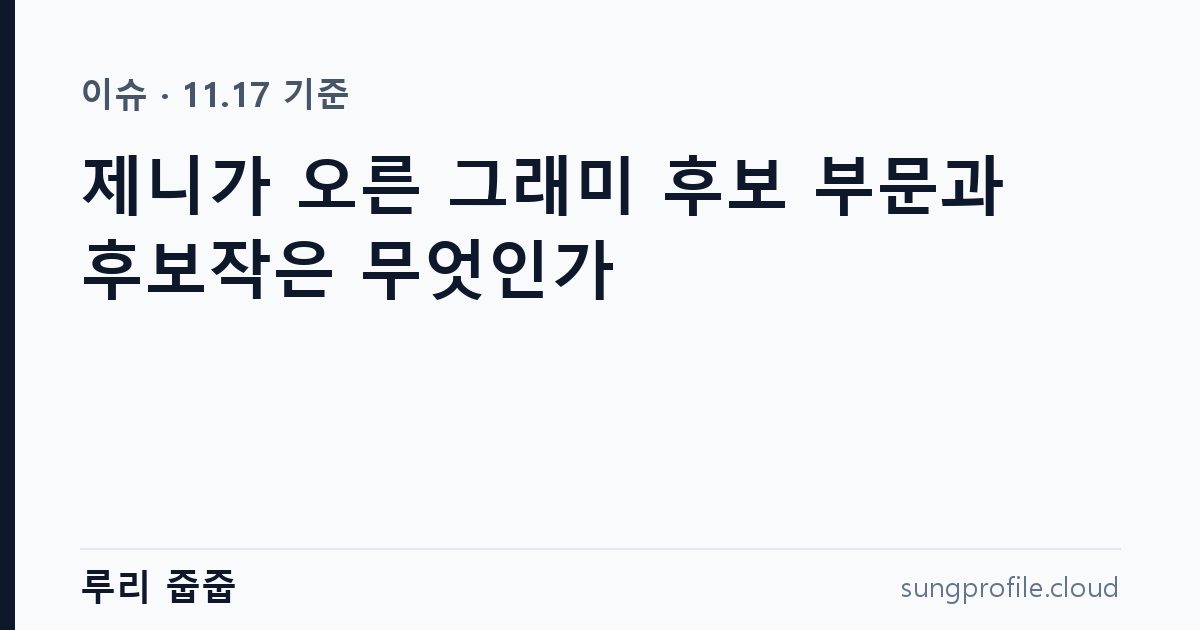 이슈 · 11.17 기준
제니가 오른 그래미 후보 부문과
후보작은 무엇인가
루리 줍줍
sungprofile.cloud